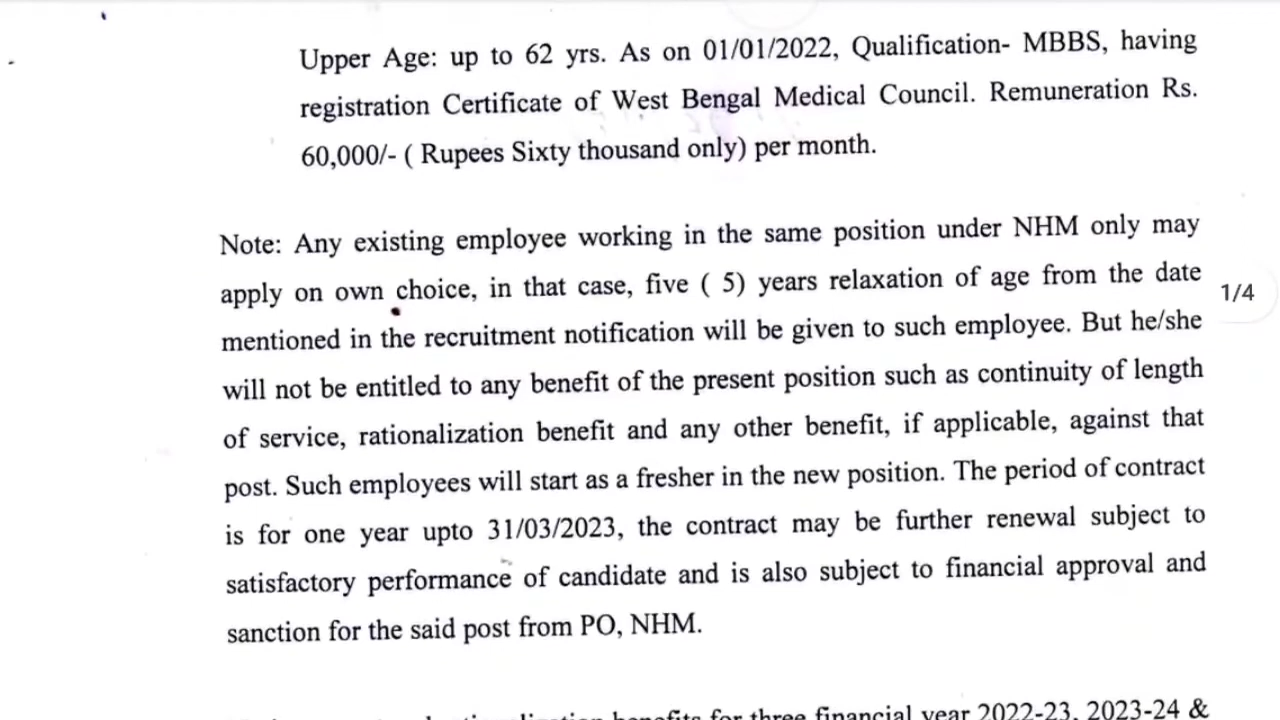 Upper Age: up to 62 yrs. As on 01/01/2022, Qualification- MBBS, having
registration Certificate of West Bengal Medical Council. Remuneration Rs.
60,000/- ( Rupees Sixty thousand only) per month.
Note: Any existing employee working in the same position under NHM only may
apply on own choice, in that case, five ( 5) years relaxation of age from the date
1/4
mentioned in the recruitment notification will be given to such employee. But he/she
will not be entitled to any benefit of the present position such as continuity of length
of service, rationalization benefit and any other benefit, if applicable, against that
post. Such employees will start as a fresher in the new position. The period of contract
is for one year upto 31/03/2023, the contract may be further renewal subject to
satisfactory performance of candidate and is also subject to financial approval and
sanction for the said post from PO, NHM.
benefits for three financial year 2022-23, 2023-24 &